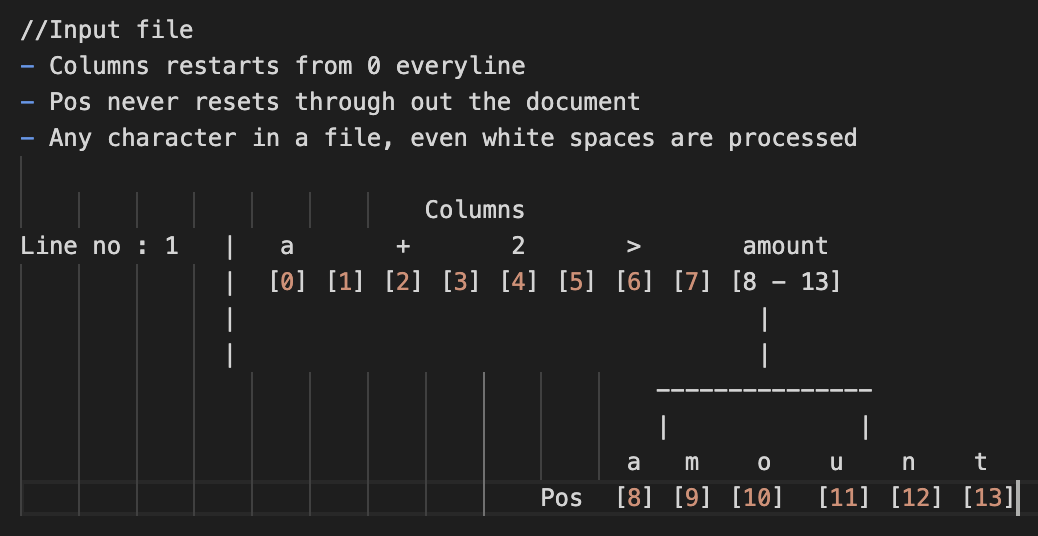 //Input file
- Columns restarts from 0 everyline
- Pos never resets through out the document
- Any character in a file, even white spaces are processed
Columns
Line no : 1 | a + 2 > amount
| [0] [1] [2] [3] [4] [5] [6] [7] [8 - 13]
| |
| |
---------------
| |
a m o u n t
Pos [8] [9] [10] [11] [12] [13]